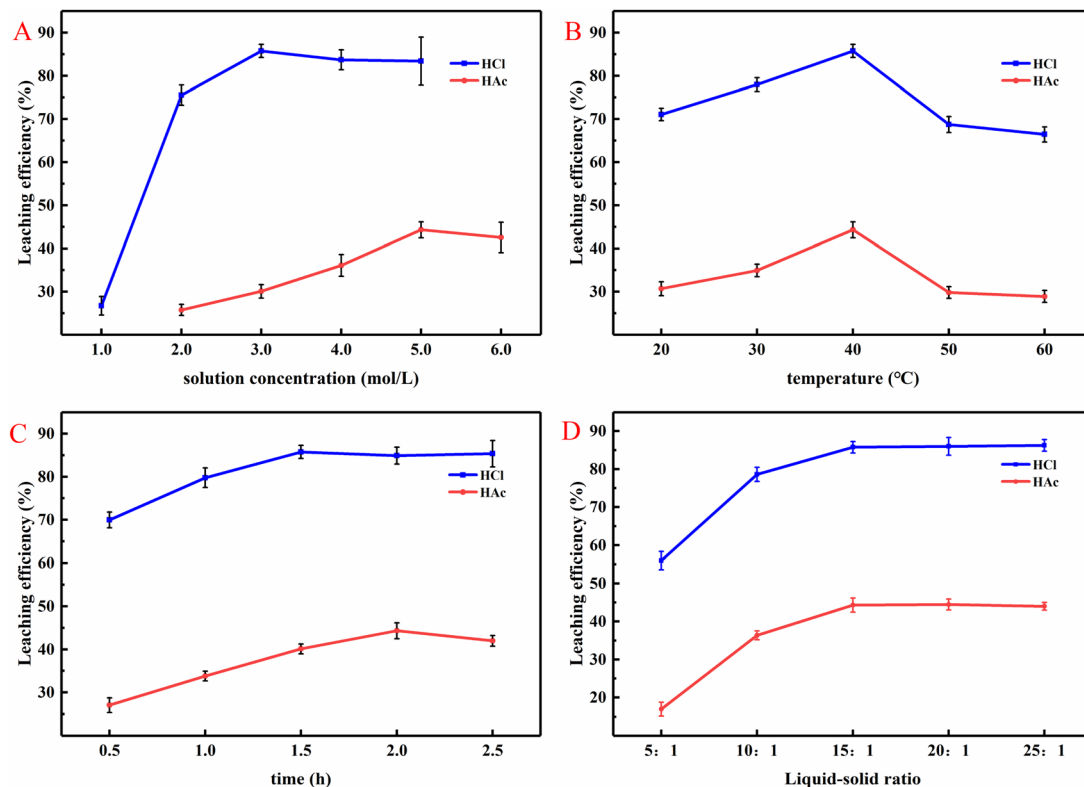 A
Leaching efficiency (%)
90
80
70
60
50
40
30
HCl
HAc
1.0 2.0 3.0 4.0 5.0 6.0
solution concentration (mol/L)
B
Leaching efficiency (%)
90
80
70
60
50
40
30
HCl
HAc
20 30 40 50 60
temperature (℃)
C
Leaching efficiency (%)
90
80
70
60
50
40
30
HCl
HAc
0.5 1.0 1.5 2.0 2.5
time (h)
D
Leaching efficiency (%)
90
80
70
60
50
40
30
20
HCl
HAc
5：1 10：1 15：1 20：1 25：1
Liquid-solid ratio